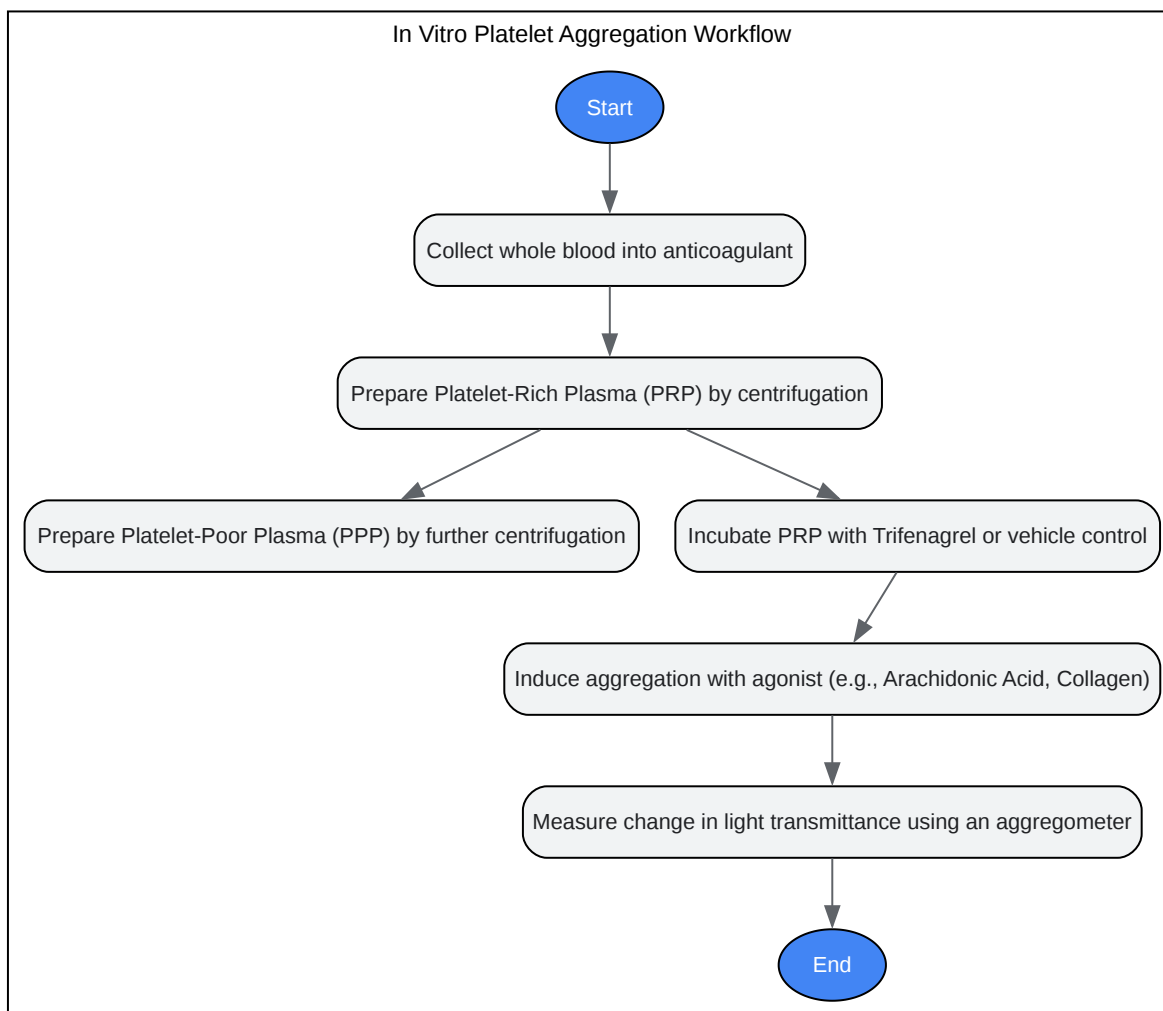 In Vitro Platelet Aggregation Workflow
Start
Collect whole blood into anticoagulant
Prepare Platelet-Rich Plasma (PRP) by centrifugation
Prepare Platelet-Poor Plasma (PPP) by further centrifugation
Incubate PRP with Trifenagrel or vehicle control
Induce aggregation with agonist (e.g., Arachidonic Acid, Collagen)
Measure change in light transmittance using an aggregometer
End